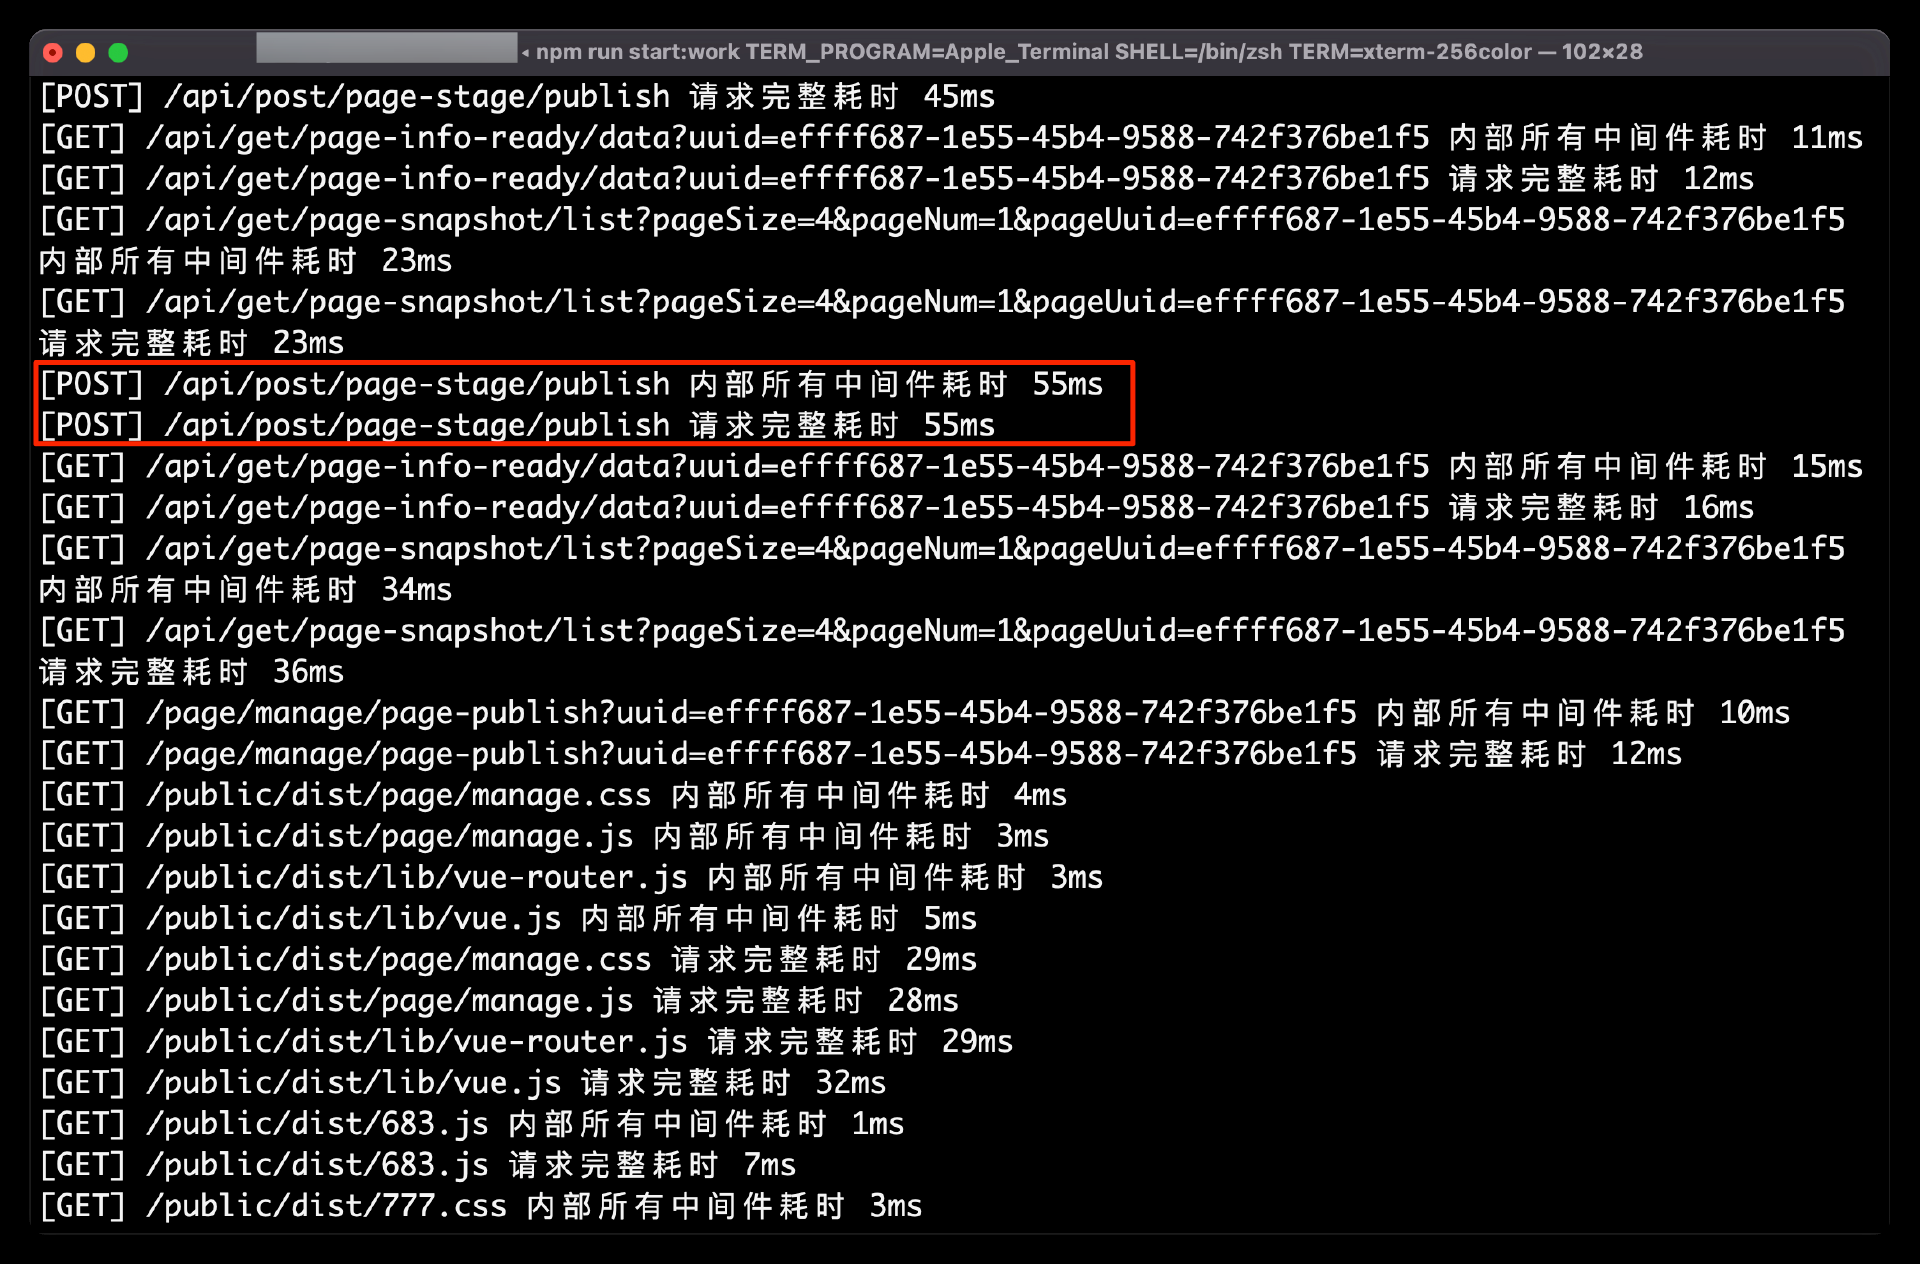 npm run start:work TERM_PROGRAM=Apple_Terminal SHELL=/bin/zsh TERM=xterm-256color — 102×28
[POST] /api/post/page-stage/publish 请求完整耗时 45ms
[GET] /api/get/page-info-ready/data?uuid=effff687-1e55-45b4-9588-742f376be1f5 内部所有中间件耗时 11ms
[GET] /api/get/page-info-ready/data?uuid=effff687-1e55-45b4-9588-742f376be1f5 请求完整耗时 12ms
[GET] /api/get/page-snapshot/list?pageSize=4&pageNum=1&pageUuid=effff687-1e55-45b4-9588-742f376be1f5
内部所有中间件耗时 23ms
[GET] /api/get/page-snapshot/list?pageSize=4&pageNum=1&pageUuid=effff687-1e55-45b4-9588-742f376be1f5
请求完整耗时 23ms
[POST] /api/post/page-stage/publish 内部所有中间件耗时 55ms
[POST] /api/post/page-stage/publish 请求完整耗时 55ms
[GET] /api/get/page-info-ready/data?uuid=effff687-1e55-45b4-9588-742f376be1f5 内部所有中间件耗时 15ms
[GET] /api/get/page-info-ready/data?uuid=effff687-1e55-45b4-9588-742f376be1f5 请求完整耗时 16ms
[GET] /api/get/page-snapshot/list?pageSize=4&pageNum=1&pageUuid=effff687-1e55-45b4-9588-742f376be1f5
内部所有中间件耗时 34ms
[GET] /api/get/page-snapshot/list?pageSize=4&pageNum=1&pageUuid=effff687-1e55-45b4-9588-742f376be1f5
请求完整耗时 36ms
[GET] /page/manage/page-publish?uuid=effff687-1e55-45b4-9588-742f376be1f5 内部所有中间件耗时 10ms
[GET] /page/manage/page-publish?uuid=effff687-1e55-45b4-9588-742f376be1f5 请求完整耗时 12ms
[GET] /public/dist/page/manage.css 内部所有中间件耗时 4ms
[GET] /public/dist/page/manage.js 内部所有中间件耗时 3ms
[GET] /public/dist/lib/vue-router.js 内部所有中间件耗时 3ms
[GET] /public/dist/lib/vue.js 内部所有中间件耗时 5ms
[GET] /public/dist/page/manage.css 请求完整耗时 29ms
[GET] /public/dist/page/manage.js 请求完整耗时 28ms
[GET] /public/dist/lib/vue-router.js 请求完整耗时 29ms
[GET] /public/dist/lib/vue.js 请求完整耗时 32ms
[GET] /public/dist/683.js 内部所有中间件耗时 1ms
[GET] /public/dist/683.js 请求完整耗时 7ms
[GET] /public/dist/777.css 内部所有中间件耗时 3ms